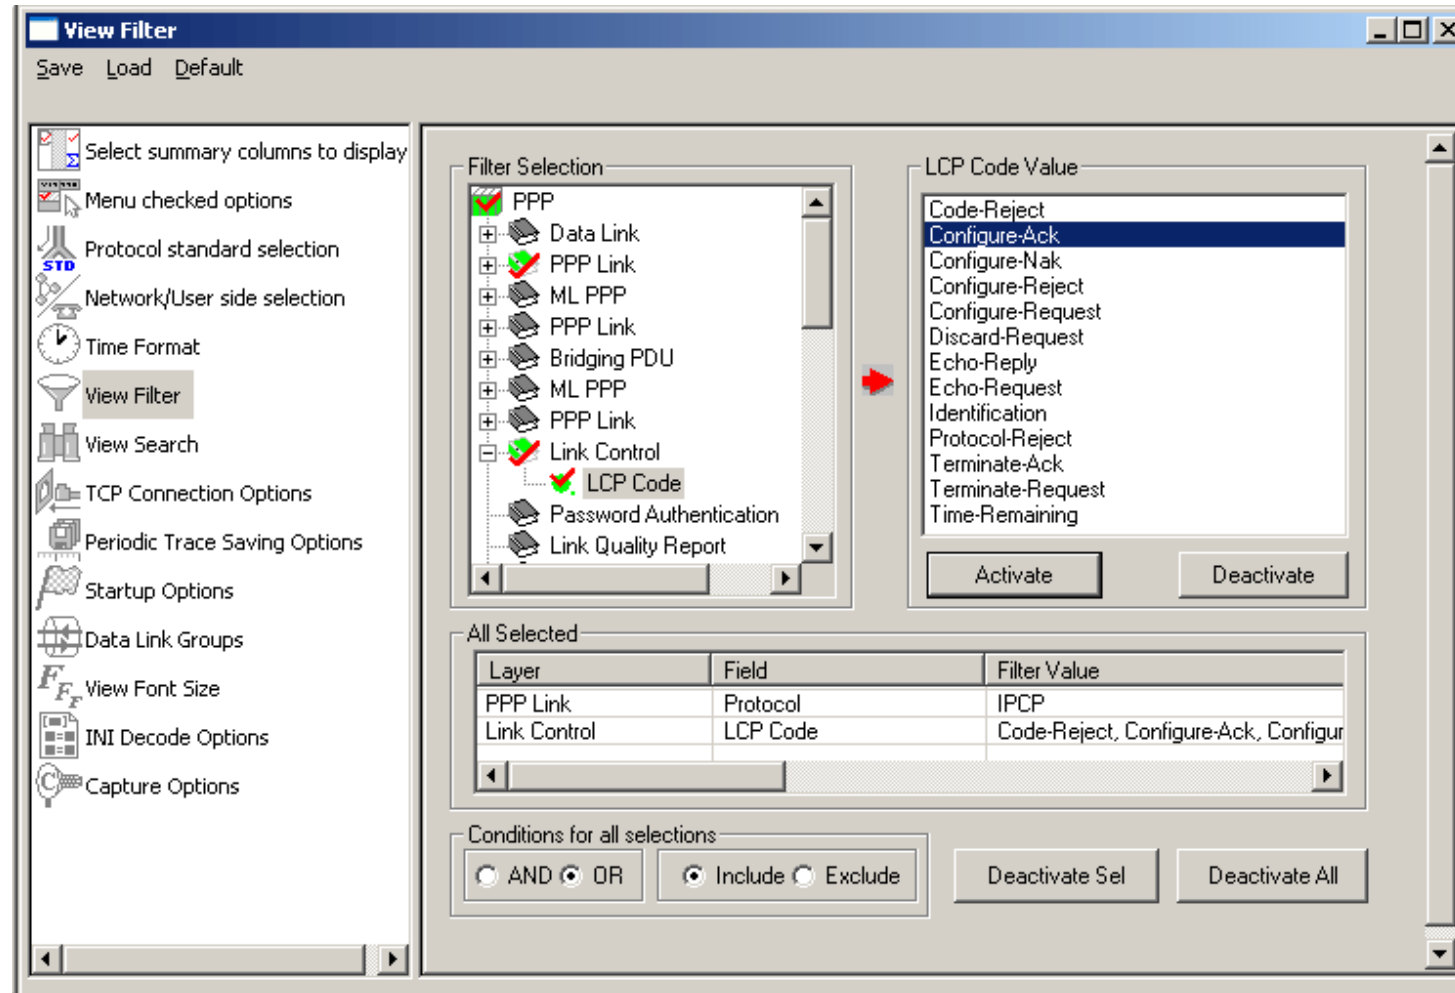 View Filter
Save Load Default
Select summary columns to display
Menu checked options
STD
Protocol standard selection
Network/User side selection
Time Format
View Filter
View Search
TCP Connection Options
Periodic Trace Saving Options
Startup Options
Data Link Groups
View Font Size
INI Decode Options
Capture Options
Filter Selection
PPP
Data Link
PPP Link
ML PPP
PPP Link
Bridging PDU
ML PPP
PPP Link
Link Control
LCP Code
Password Authentication
Link Quality Report
LCP Code Value
Code-Reject
Configure-Ack
Configure-Nak
Configure-Reject
Configure-Request
Discard-Request
Echo-Reply
Echo-Request
Identification
Protocol-Reject
Terminate-Ack
Terminate-Request
Time-Remaining
Activate Deactivate
All Selected
Layer Field Filter Value
PPP Link Protocol IPCP
Link Control LCP Code Code-Reject, Configure-Ack, Configur
Conditions for all selections
AND OR Include Exclude
Deactivate Sel Deactivate All